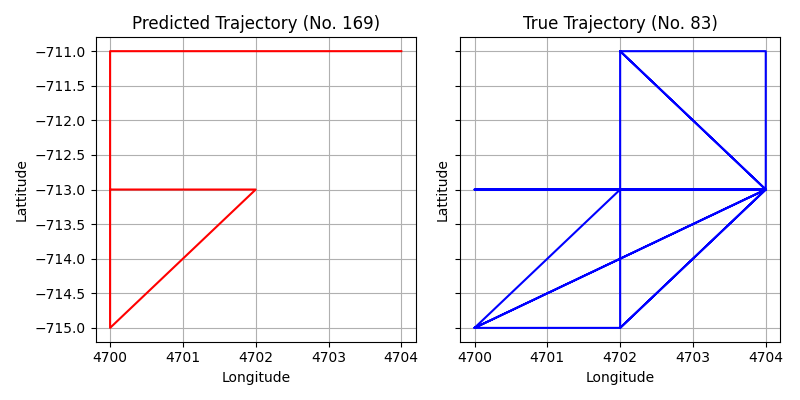 Predicted Trajectory (No. 169)
True Trajectory (No. 83)
−711.0
−711.5
−712.0
−712.5
−713.0
−713.5
−714.0
−714.5
−715.0
Lattitude
Lattitude
4700 4701 4702 4703 4704
4700 4701 4702 4703 4704
Longitude
Longitude